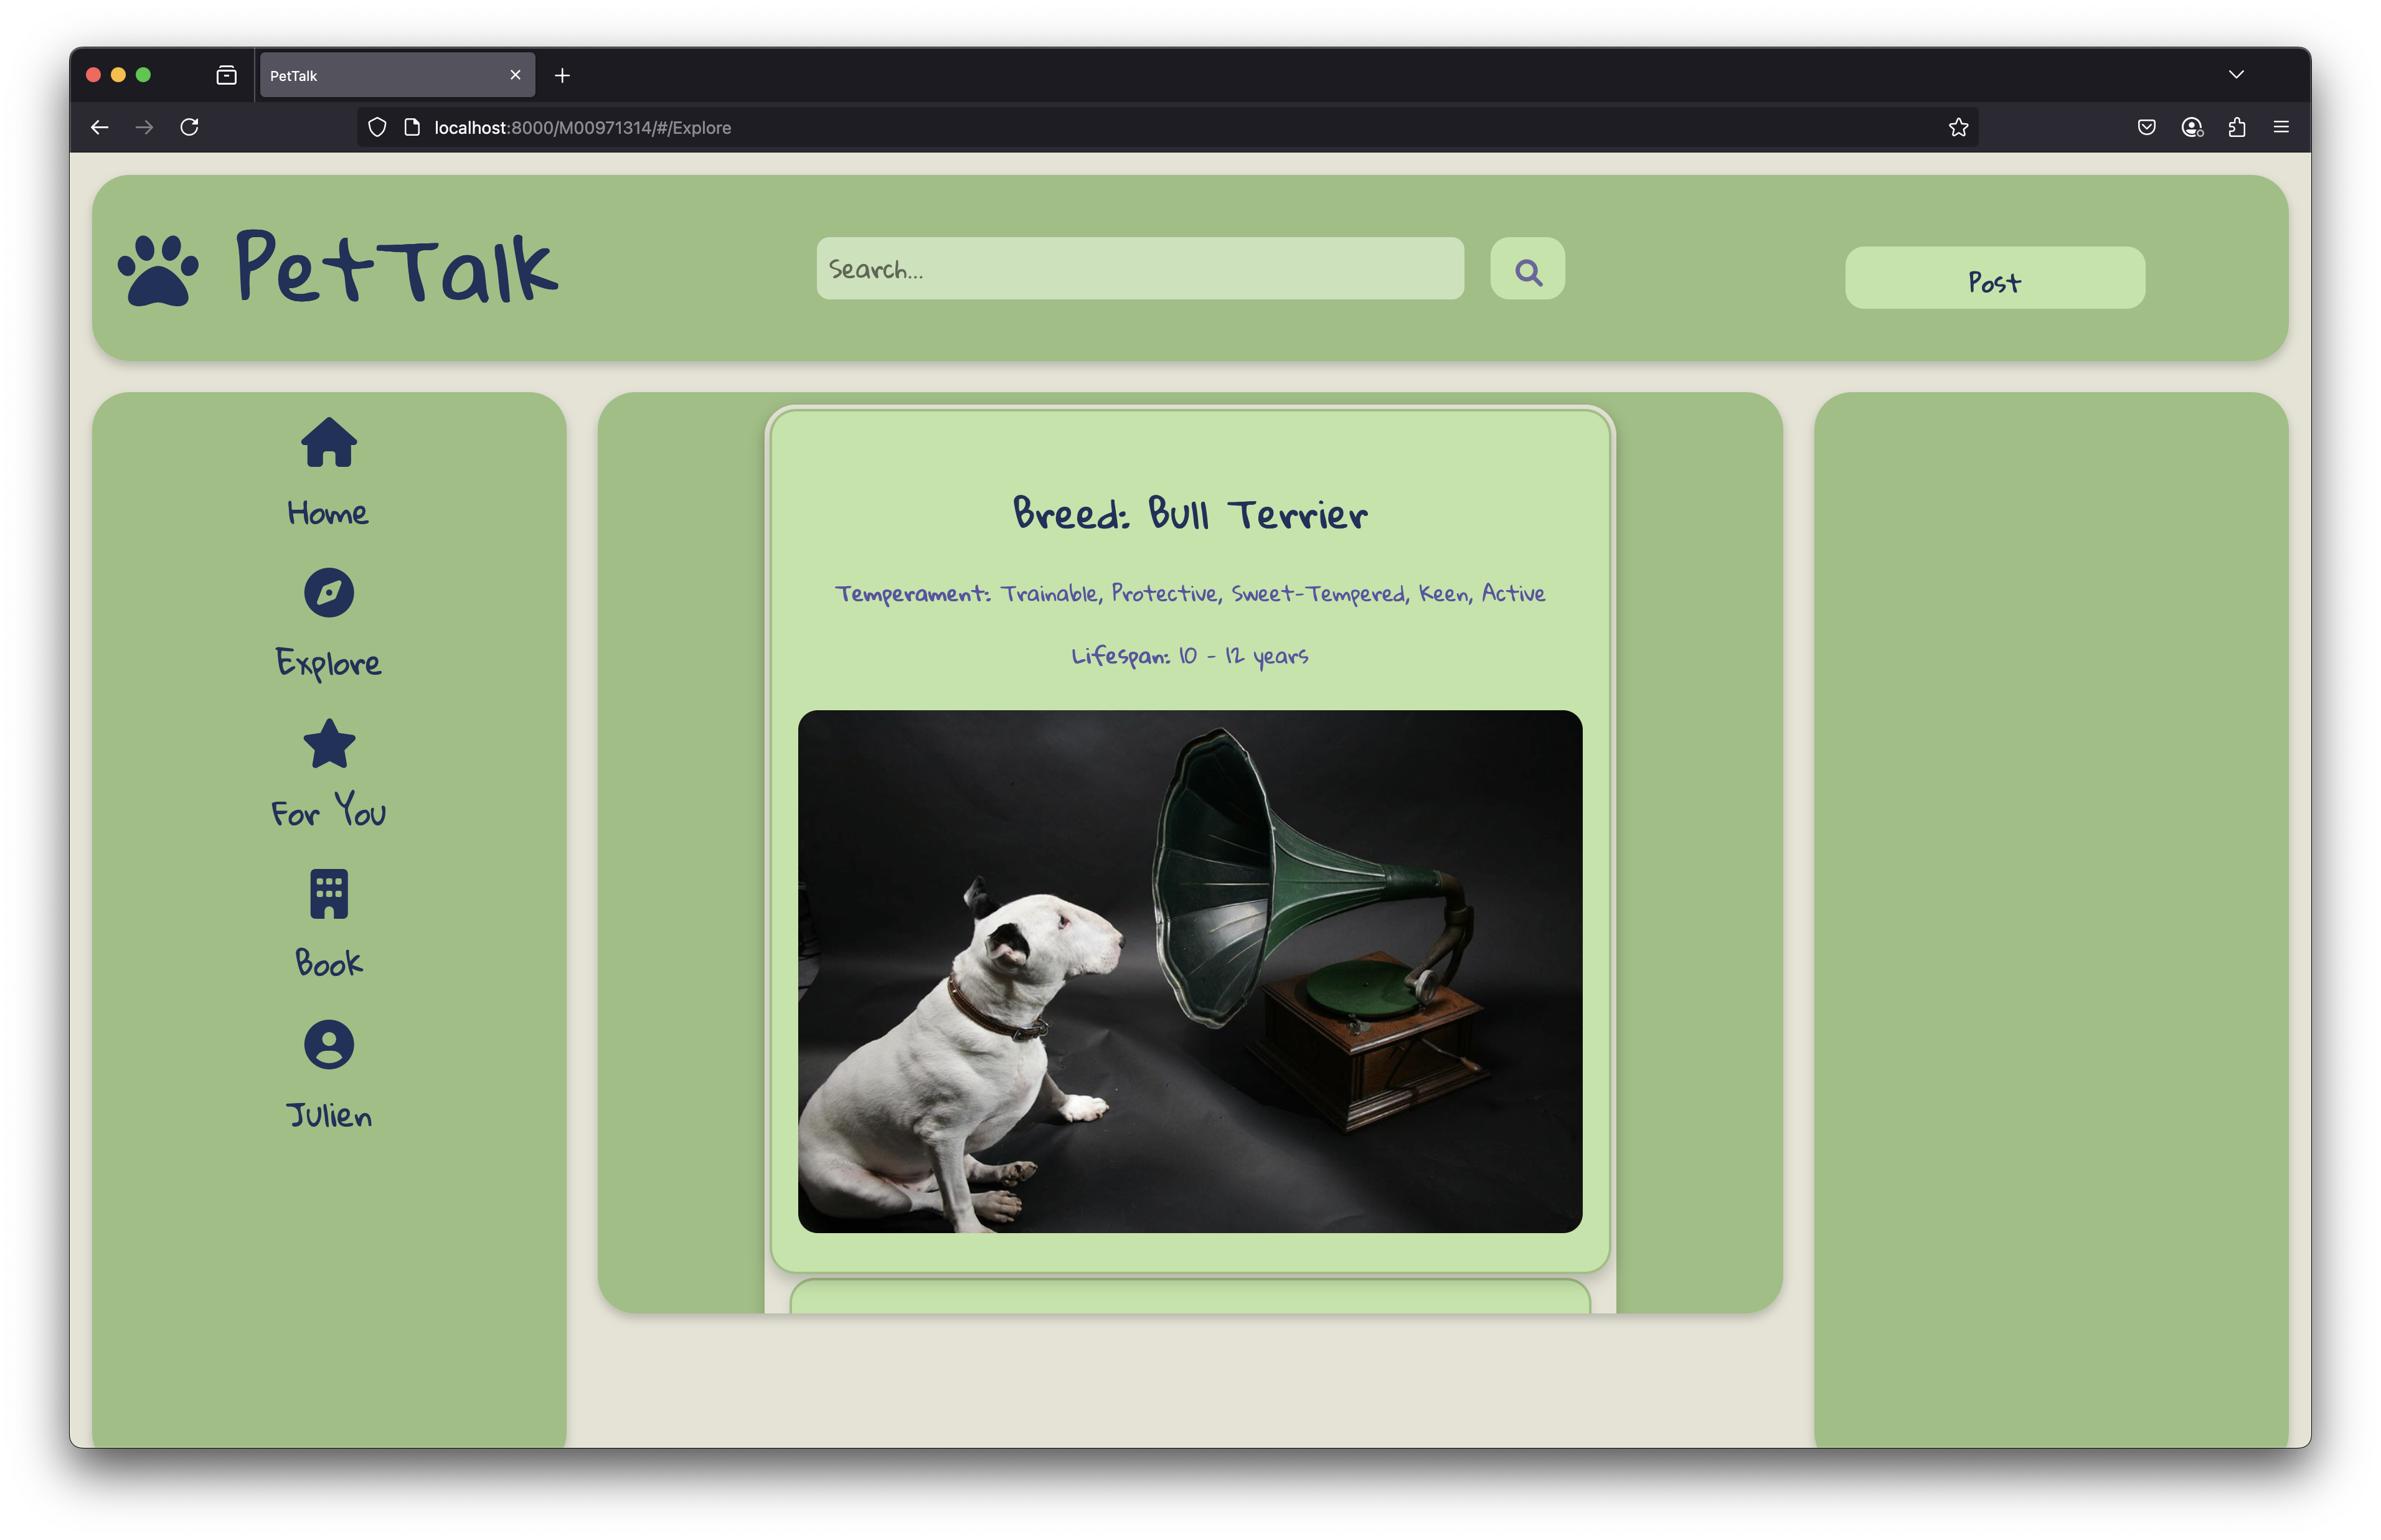 PetTalk
localhost:8000/M00971314/#/Explore
PetTalk
Search...
Post
Home
Explore
For You
Book
Julien
Breed: Bull Terrier
Temperament: Trainable, Protective, Sweet-Tempered, Keen, Active
Lifespan: 10 - 12 years